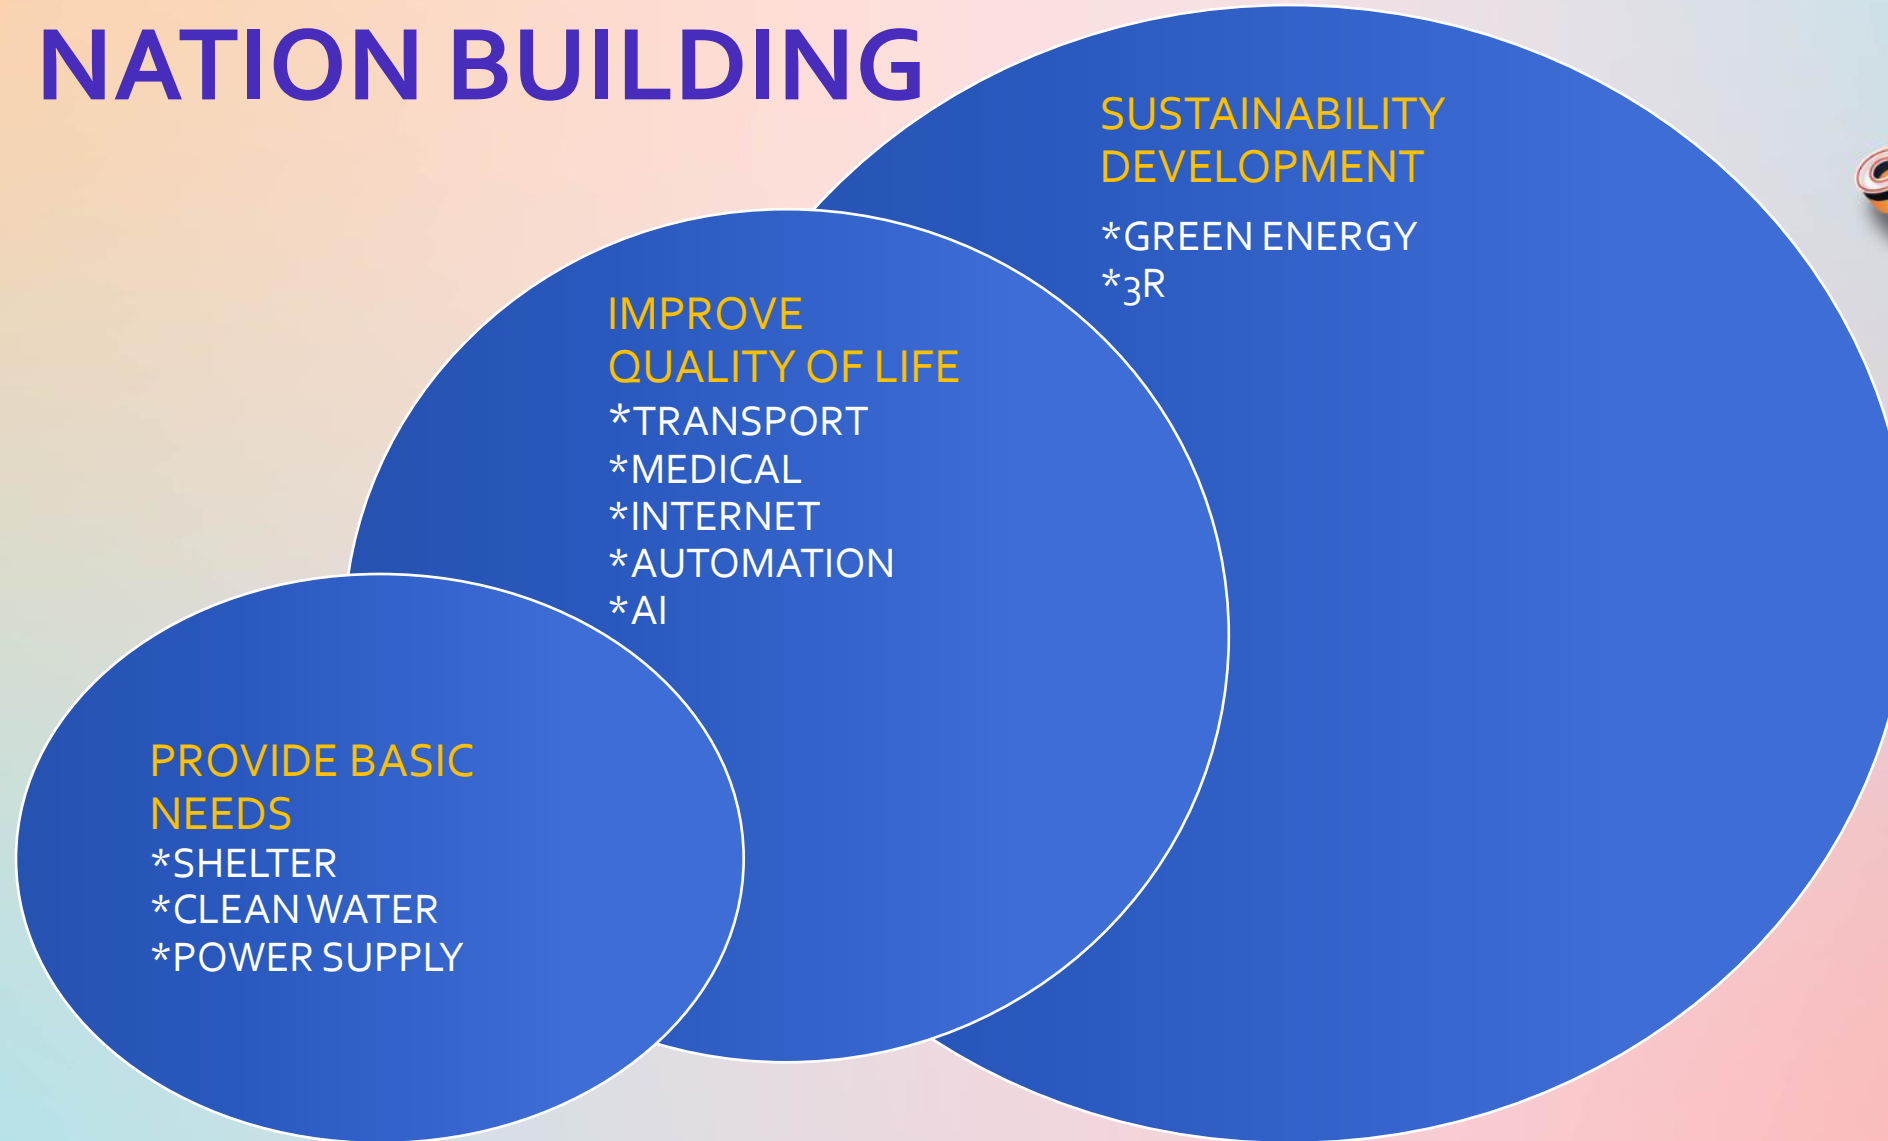 NATION BUILDING
SUSTAINABILITY
DEVELOPMENT
*GREEN ENERGY
*3R
IMPROVE
QUALITY OF LIFE
*TRANSPORT
*MEDICAL
*INTERNET
*AUTOMATION
*AI
PROVIDE BASIC
NEEDS
*SHELTER
*CLEAN WATER
*POWER SUPPLY